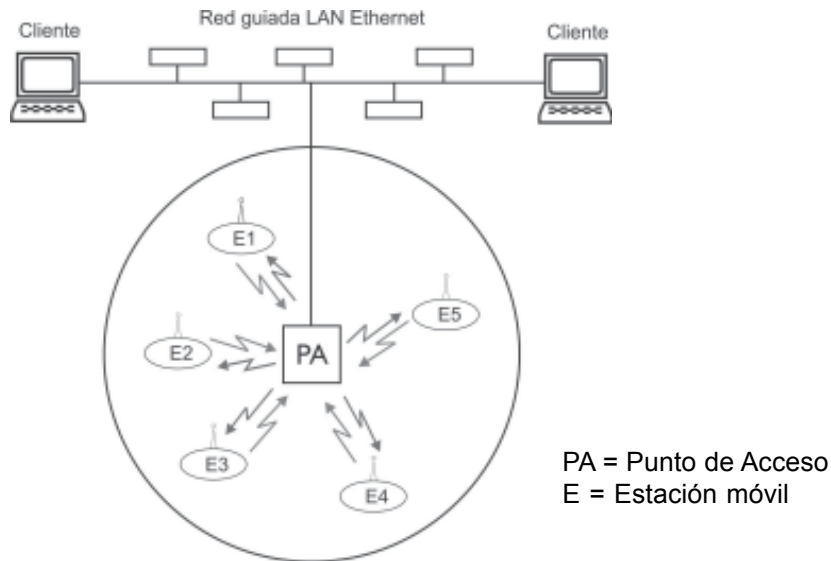 Red guiada LAN Ethernet
Cliente
Cliente
E1
E5
E2
PA
E3
E4
PA = Punto de Acceso
E = Estación móvil